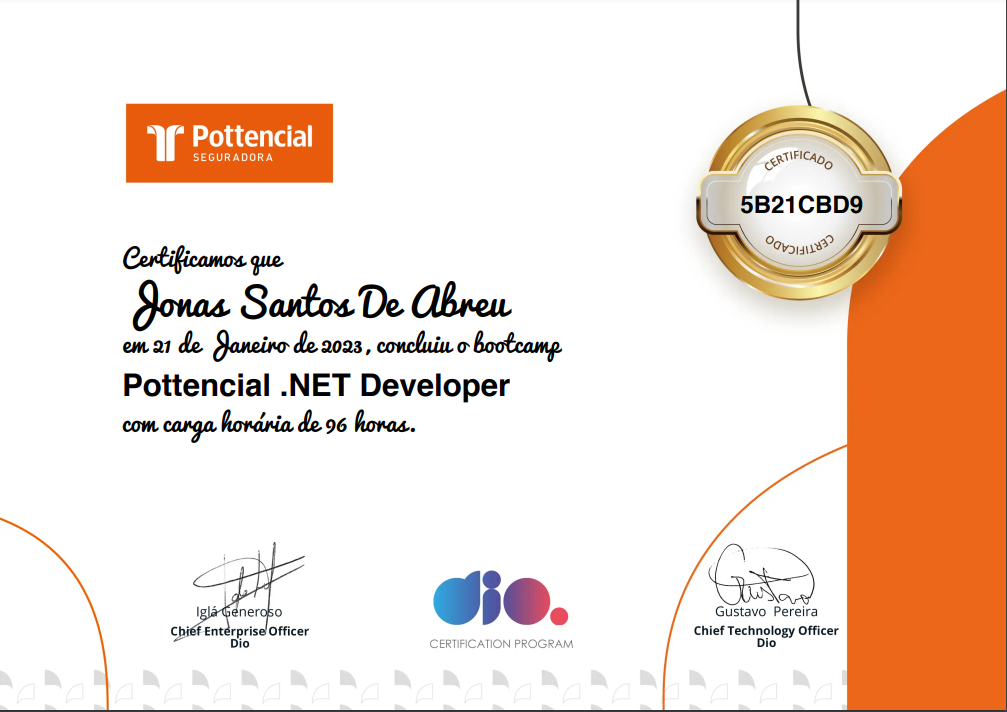 Pottencial
SEGURADORA
CERTIFICADO
5B21CBD9
CERTIFICADO
Certificamos que
Jonas Santos De Abreu
em 21 de Janeiro de 2023, concluiu o bootcamp
Pottencial .NET Developer
com carga horária de 96 horas.
Iglá Generoso
Chief Enterprise Officer
Dio
dio.
CERTIFICATION PROGRAM
Gustavo
Gustavo Pereira
Chief Technology Officer
Dio